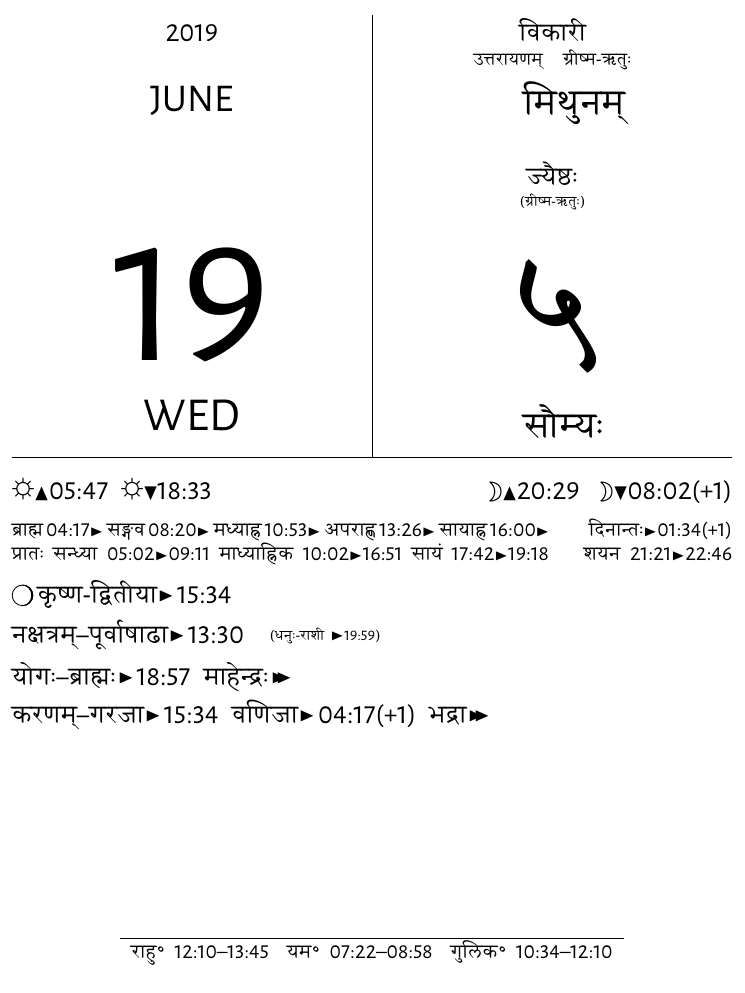 2019
JUNE
19
WED
विकारी
उत्तरायणम् ग्रीष्म-ऋतुः
मिथुनम्
ज्यैष्ठः
(ग्रीष्म-ऋतुः)
५
सौम्यः
☼▲05:47 ☼▼18:33 ☽▲20:29 ☽▼08:02(+1)
ब्राह्म 04:17► सङ्गव 08:20► मध्याह्न 10:53► अपराह्ण 13:26► सायाह्न 16:00► दिनान्तः►01:34(+1)
प्रातः सन्ध्या 05:02►09:11 माध्याह्निक 10:02►16:51 सायं 17:42►19:18 शयन 21:21►22:46
❍ कृष्ण-द्वितीया► 15:34
नक्षत्रम्–पूर्वाषाढा► 13:30 (धनुः-राशी ►19:59)
योगः–ब्राह्मः►18:57 माहेन्द्रः►►
करणम्–गरजा► 15:34 वणिजा► 04:17(+1) भद्रा►►
राहु॰ 12:10–13:45 यम॰ 07:22–08:58 गुलिक॰ 10:34–12:10